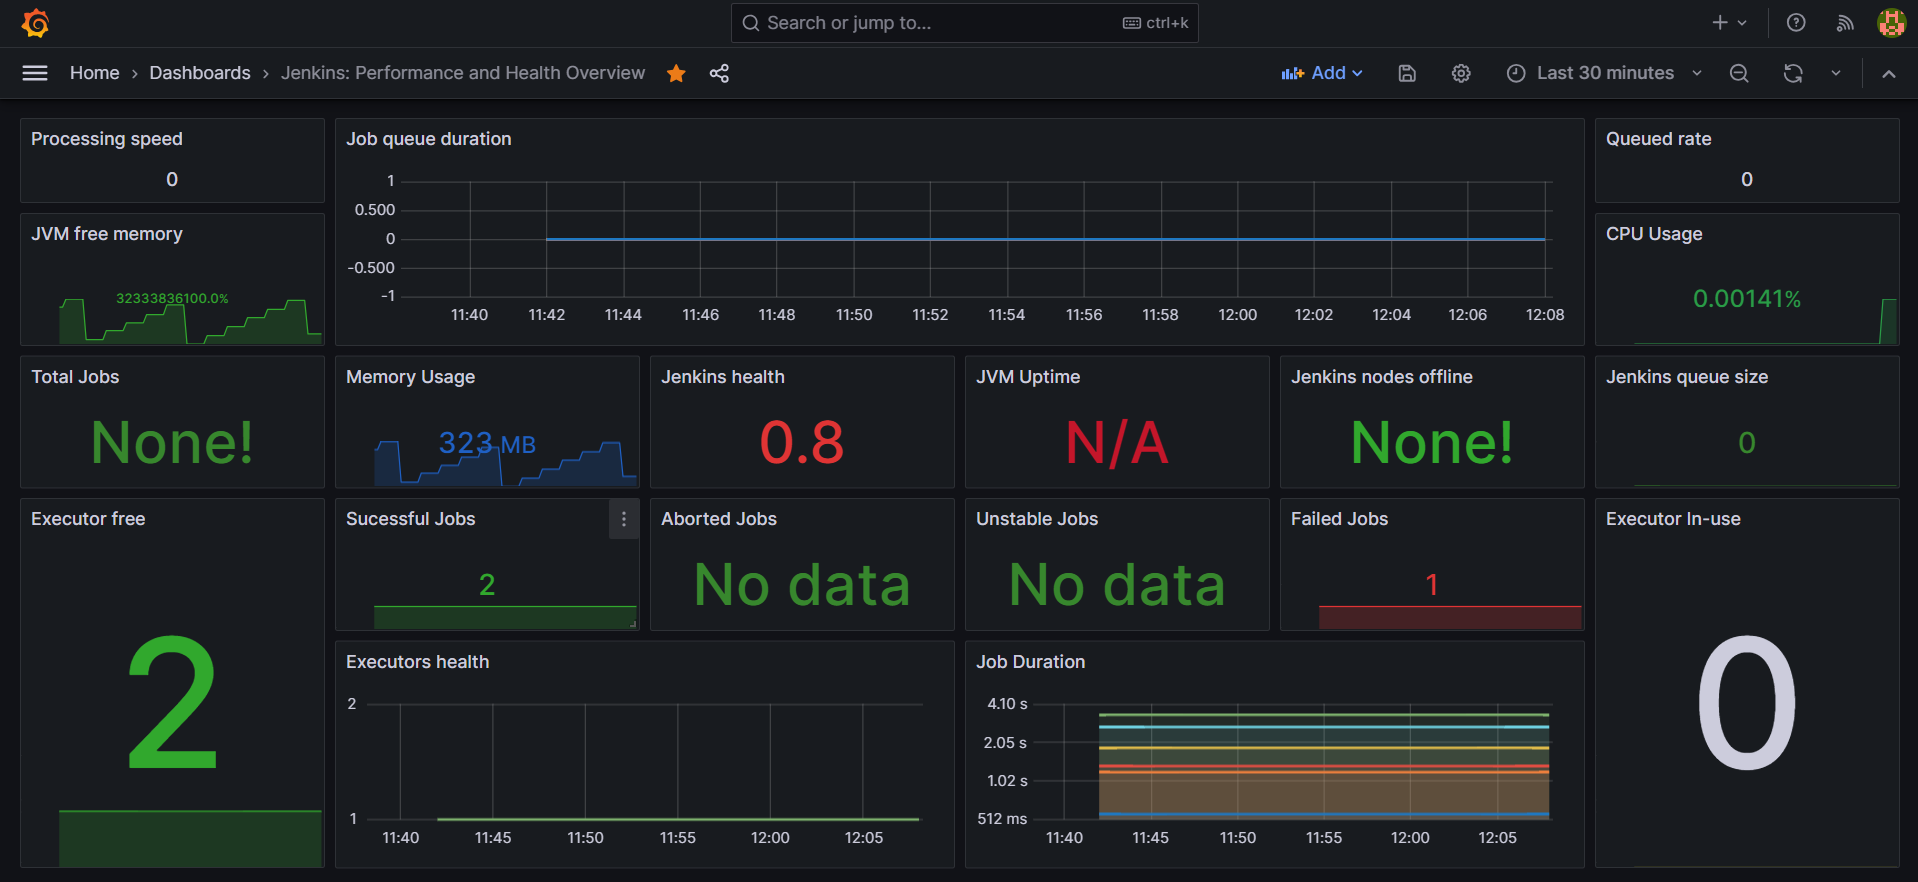 Search or jump to... ctrl+k
Home › Dashboards › Jenkins: Performance and Health Overview
Add
Last 30 minutes
Processing speed
0
Job queue duration
1
0.500
0
-0.500
-1
11:40 11:42 11:44 11:46 11:48 11:50 11:52 11:54 11:56 11:58 12:00 12:02 12:04 12:06 12:08
Queued rate
0
JVM free memory
32333836100.0%
CPU Usage
0.00141%
Total Jobs
None!
Memory Usage
323 MB
Jenkins health
0.8
JVM Uptime
N/A
Jenkins nodes offline
None!
Jenkins queue size
0
Executor free
2
Sucessful Jobs
2
Aborted Jobs
No data
Unstable Jobs
No data
Failed Jobs
1
Executor In-use
0
Executors health
2
1
11:40 11:45 11:50 11:55 12:00 12:05
Job Duration
4.10 s
2.05 s
1.02 s
512 ms
11:40 11:45 11:50 11:55 12:00 12:05